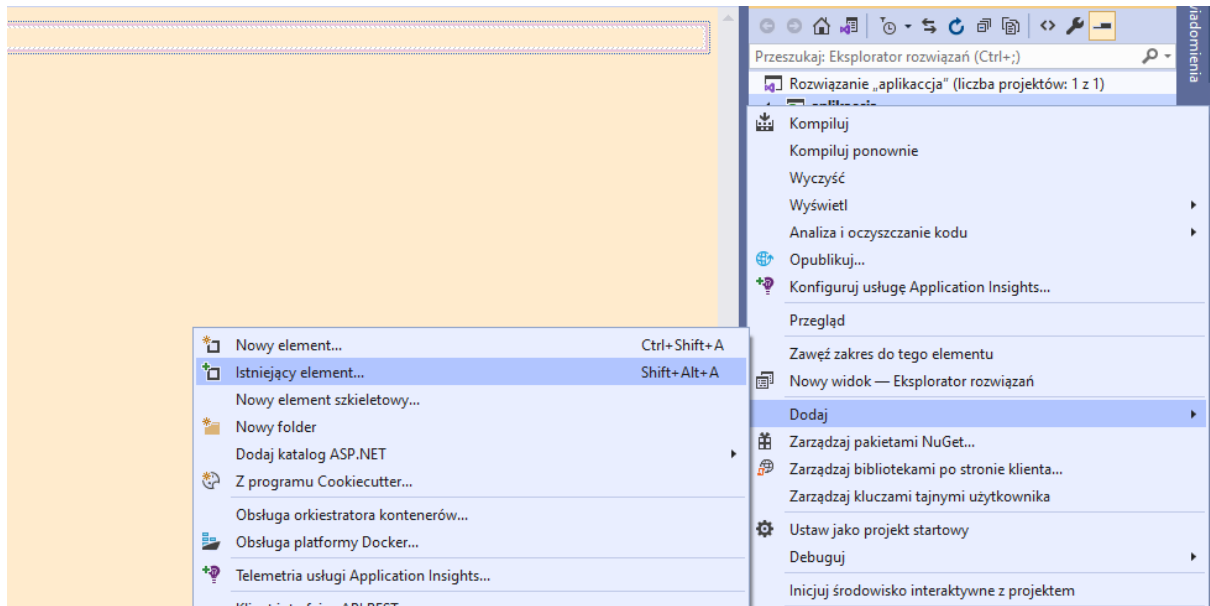 wiadomienia
Przeszukaj: Eksplorator rozwiązań (Ctrl+;)
Rozwiązanie „aplikaccja” (liczba projektów: 1 z 1)
aplikaccja
Kompiluj
Kompiluj ponownie
Wyczyść
Wyświetl
Analiza i oczyszczanie kodu
Opublikuj...
Konfiguruj usługę Application Insights...
Przegląd
Zawęź zakres do tego elementu
Nowy widok — Eksplorator rozwiązań
Dodaj
Zarządzaj pakietami NuGet...
Zarządzaj bibliotekami po stronie klienta...
Zarządzaj kluczami tajnymi użytkownika
Ustaw jako projekt startowy
Debuguj
Inicjuj środowisko interaktywne z projektem
Nowy element... Ctrl+Shift+A
Istniejący element... Shift+Alt+A
Nowy element szkieletowy...
Nowy folder
Dodaj katalog ASP.NET
Z programu Cookiecutter...
Obsługa orkiestratora kontenerów...
Obsługa platformy Docker...
Telemetria usługi Application Insights...